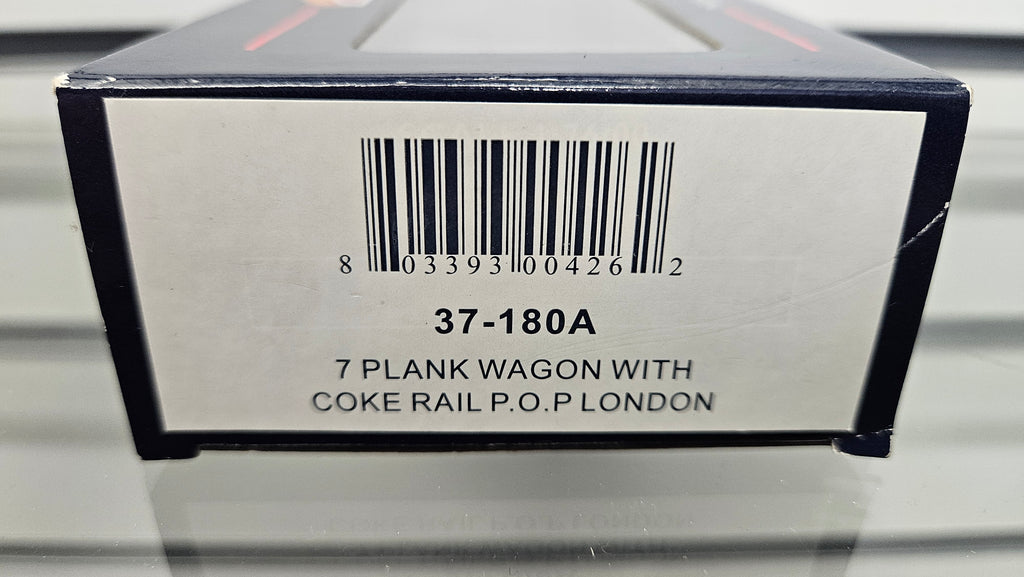 8 03393 00426 2
37-180A
7 PLANK WAGON WITH
COKE RAIL P.O.P LONDON